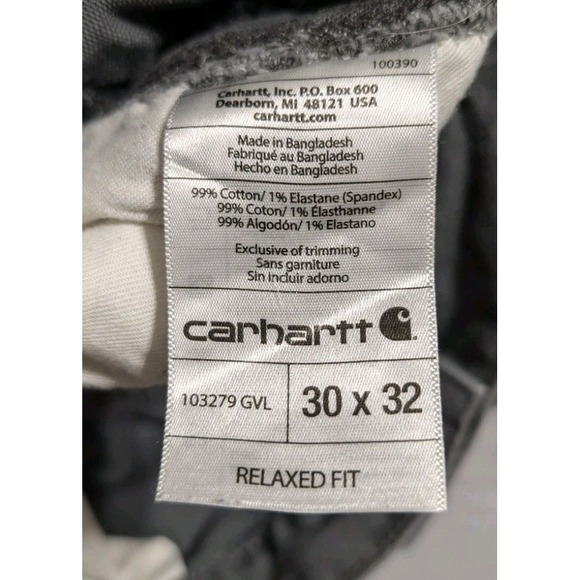 100390
Carhartt, Inc. P.O. Box 600
Dearborn, MI 48121 USA
carhartt.com
Made in Bangladesh
Fabriqué au Bangladesh
Hecho en Bangladesh
99% Cotton/ 1% Elastane (Spandex)
99% Coton/ 1% Élasthanne
99% Algodón/ 1% Elastano
Exclusive of trimming
Sans garniture
Sin incluir adorno
carhartt
103279 GVL
30 x 32
RELAXED FIT